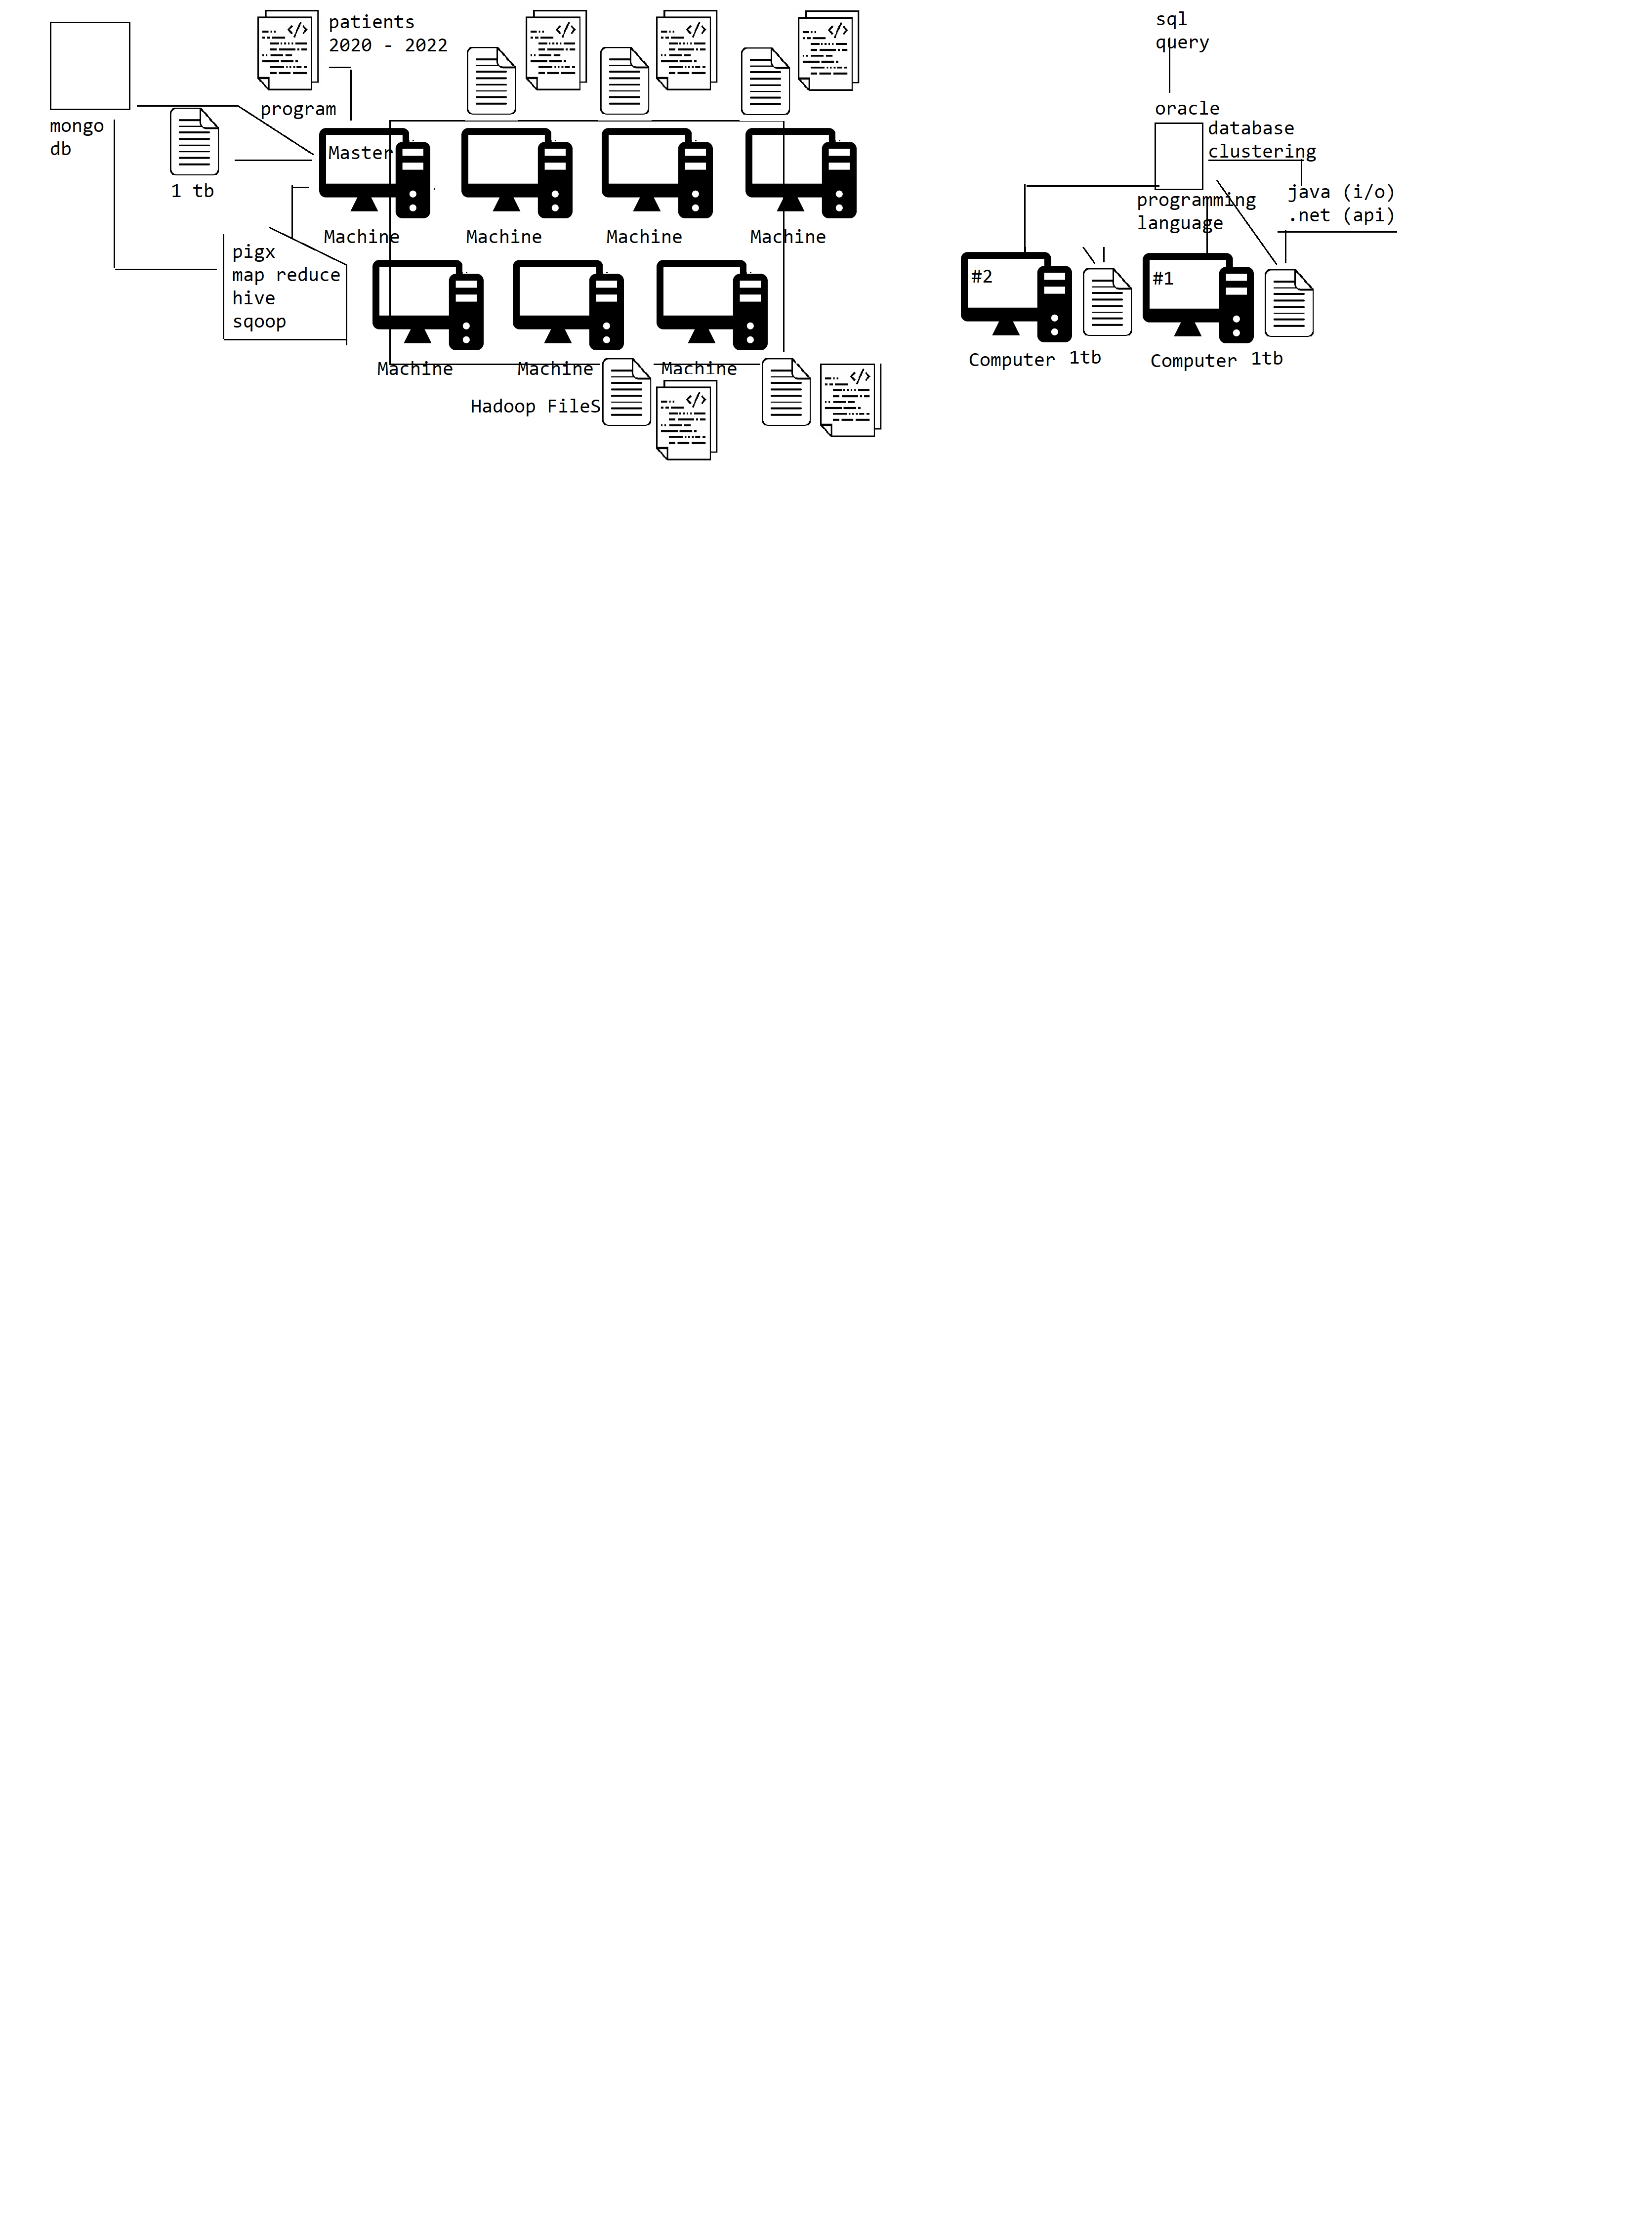 patients
2020 - 2022
program
mongo
db
1 tb
Master
Machine
Machine
Machine
Machine
pigx
map reduce
hive
sqoop
Machine
Machine
Machine
Hadoop FileS
</>
</>
</>
</>
</>
</>
sql
query
oracle
database
clustering
programming
language
java (i/o)
.net (api)
#2
#1
Computer
1tb
Computer
1tb